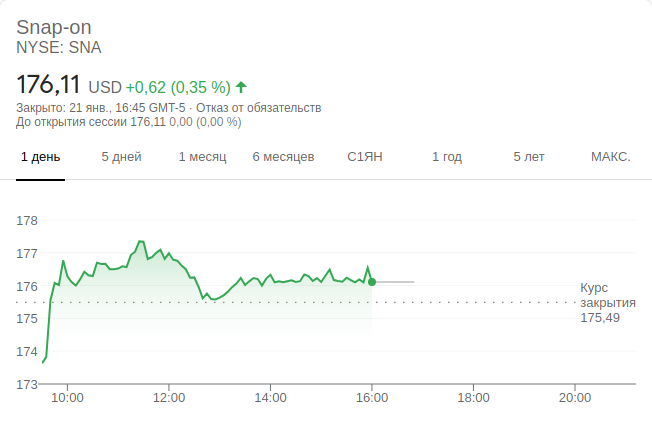 Snap-on
NYSE: SNA
176,11 USD +0,62 (0,35 %)
Закрыто: 21 янв., 16:45 GMT-5 · Отказ от обязательств
До открытия сессии 176,11 0,00 (0,00 %)
1 день 5 дней 1 месяц 6 месяцев С1ЯН 1 год 5 лет МАКС.
178
177
176
175
174
173
Курс
закрытия
175,49
10:00 12:00 14:00 16:00 18:00 20:00